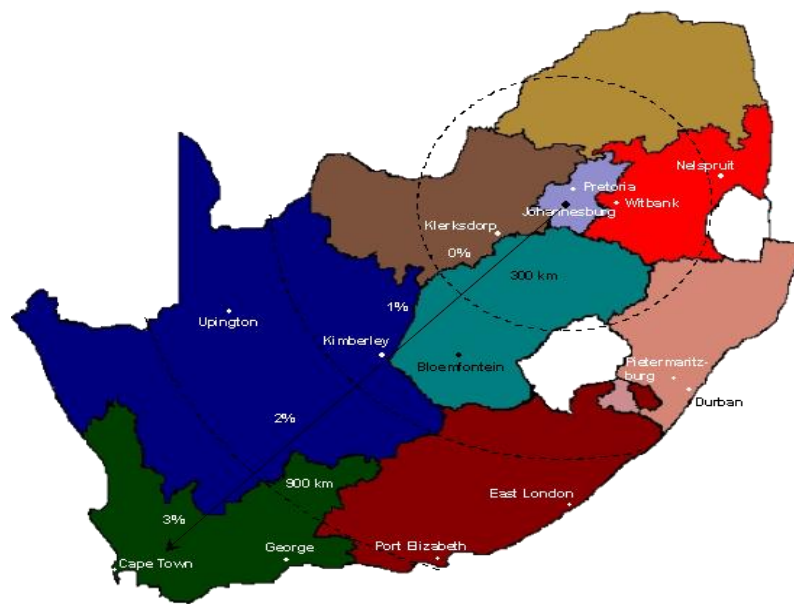 Nelspruit
Pretoria
Johannesburg
Witbank
Klerksdorp
0%
300 km
1%
Upington
Kimberley
Bloemfontein
Pietermaritz-
burg
Durban
2%
900 km
East London
3%
Port Elizabeth
George
Cape Town